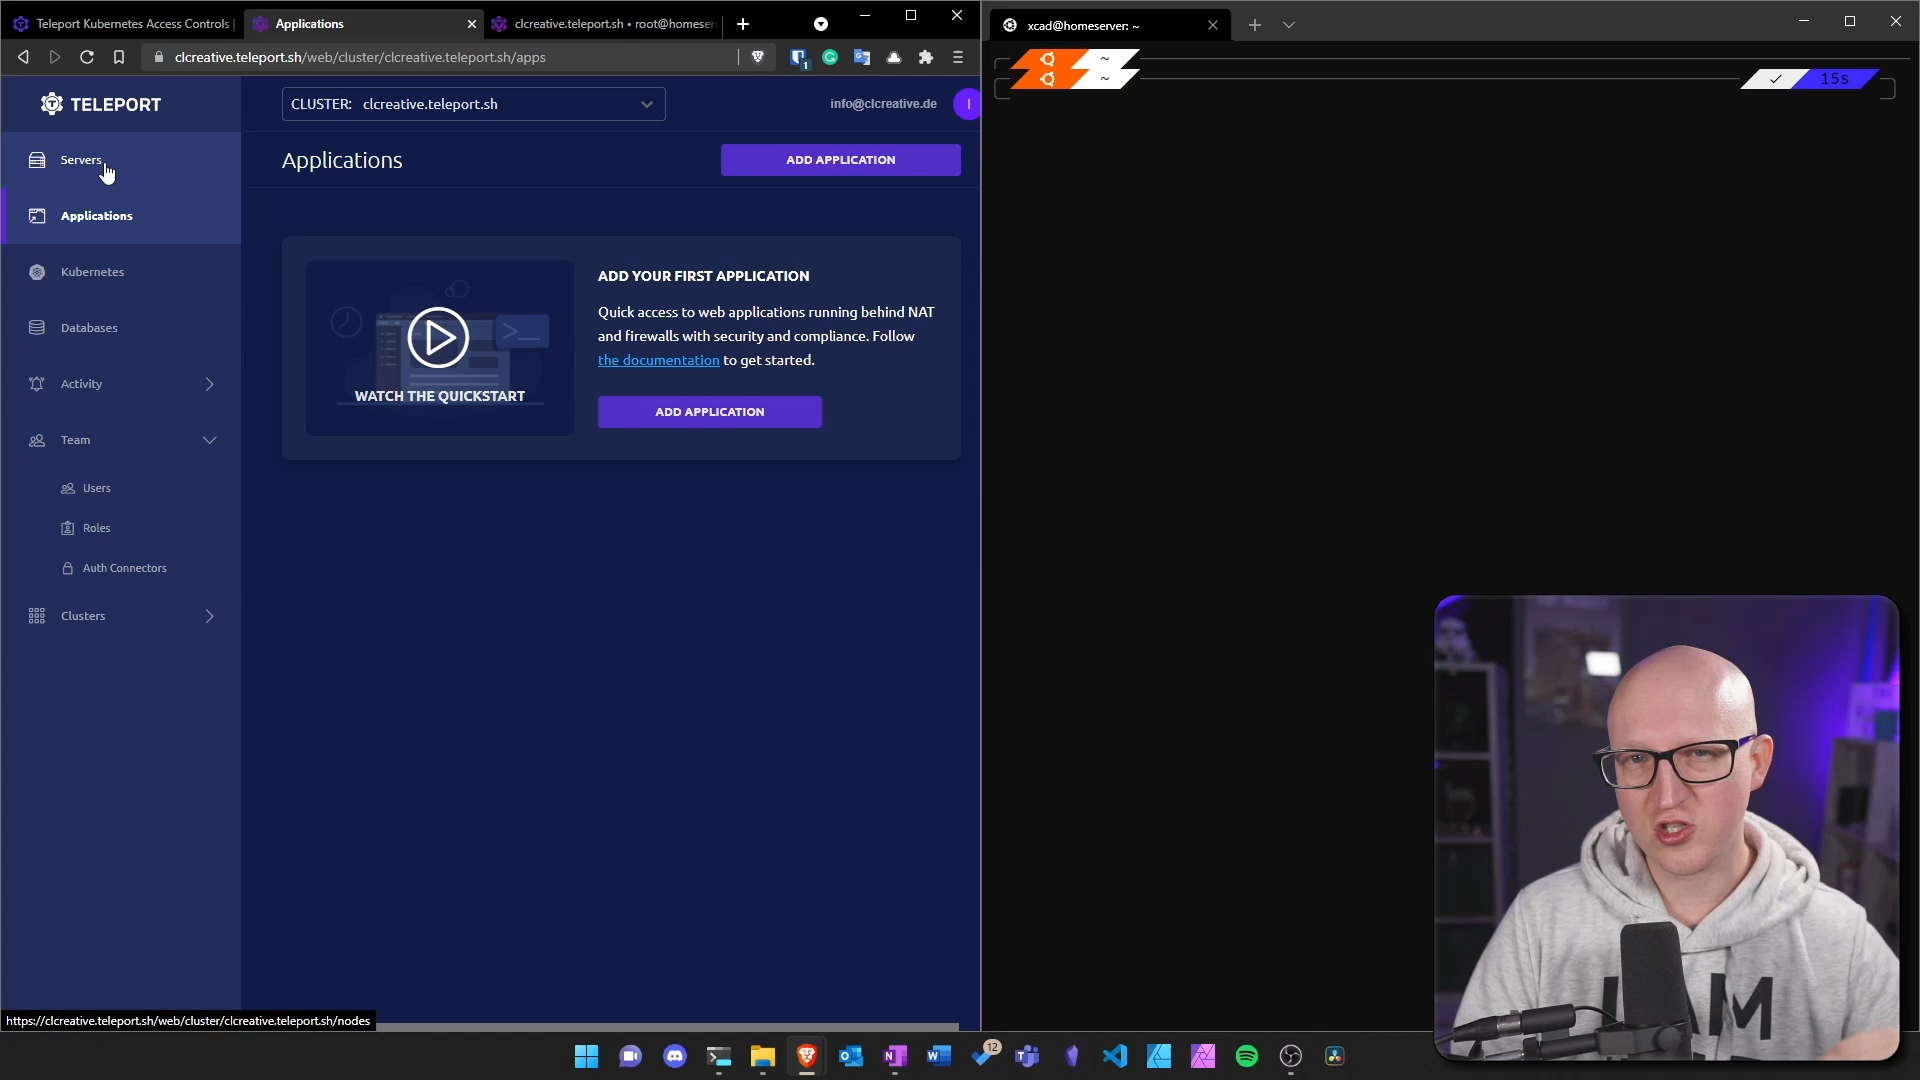 Teleport Kubernetes Access Controls
Applications
clcreative.teleport.sh • root@homeser
xcad@homeserver: ~
clcreative.teleport.sh/web/cluster/clcreative.teleport.sh/apps
1
~
~
15s
TELEPORT
CLUSTER: clcreative.teleport.sh
info@clcreative.de
I
Servers
Applications
ADD APPLICATION
Applications
Kubernetes
ADD YOUR FIRST APPLICATION
Quick access to web applications running behind NAT
and firewalls with security and compliance. Follow
the documentation to get started.
WATCH THE QUICKSTART
ADD APPLICATION
Databases
Activity
Team
Users
Roles
Auth Connectors
Clusters
https://clcreative.teleport.sh/web/cluster/clcreative.teleport.sh/nodes
12